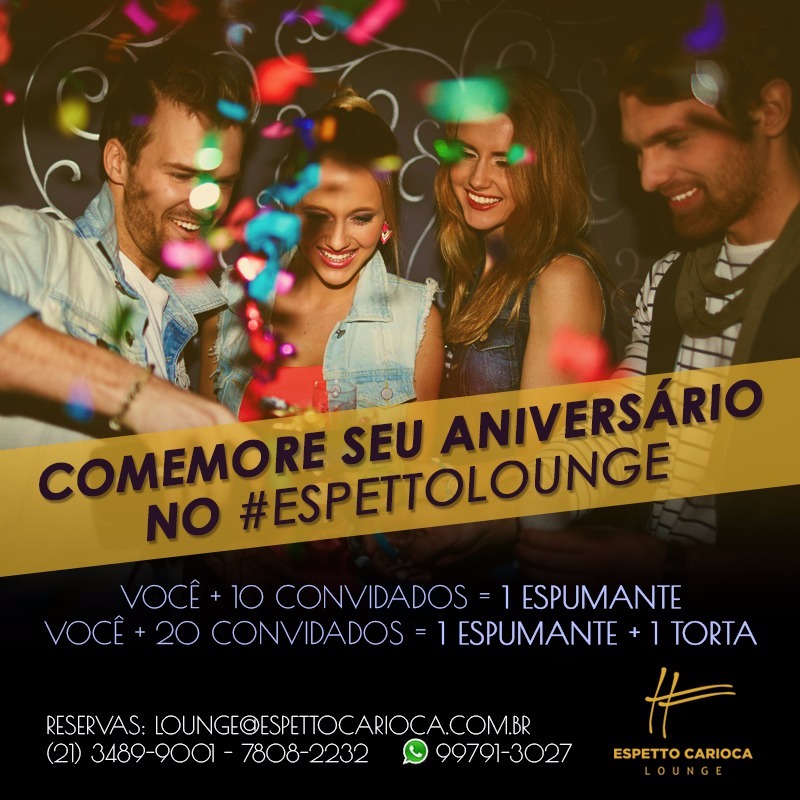 COMEMORE SEU ANIVERSÁRIO
NO #ESPETTOLOUNGE
VOCÊ + 10 CONVIDADOS = 1 ESPUMANTE
VOCÊ + 20 CONVIDADOS = 1 ESPUMANTE + 1 TORTA
RESERVAS: LOUNGE@ESPETTOCARIOCA.COM.BR
(21) 3489-9001 - 7808-2232 99791-3027
ESPETTO CARIOCA
LOUNGE